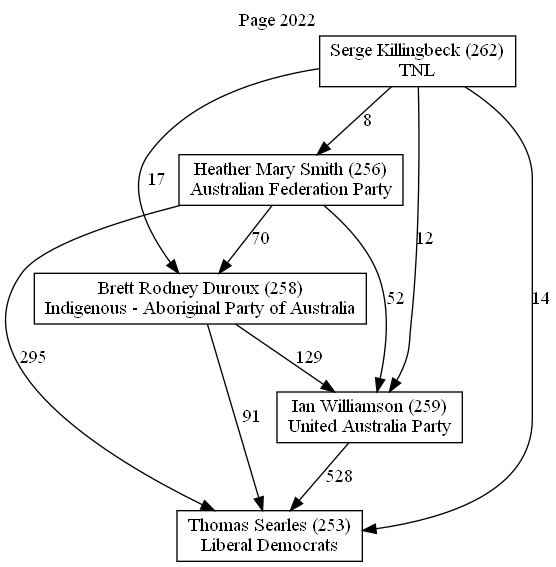 Page 2022
Serge Killingbeck (262)
TNL
8
Heather Mary Smith (256)
Australian Federation Party
17
70
12
Brett Rodney Duroux (258)
Indigenous - Aboriginal Party of Australia
52
14
295
129
Ian Williamson (259)
United Australia Party
91
528
Thomas Searles (253)
Liberal Democrats